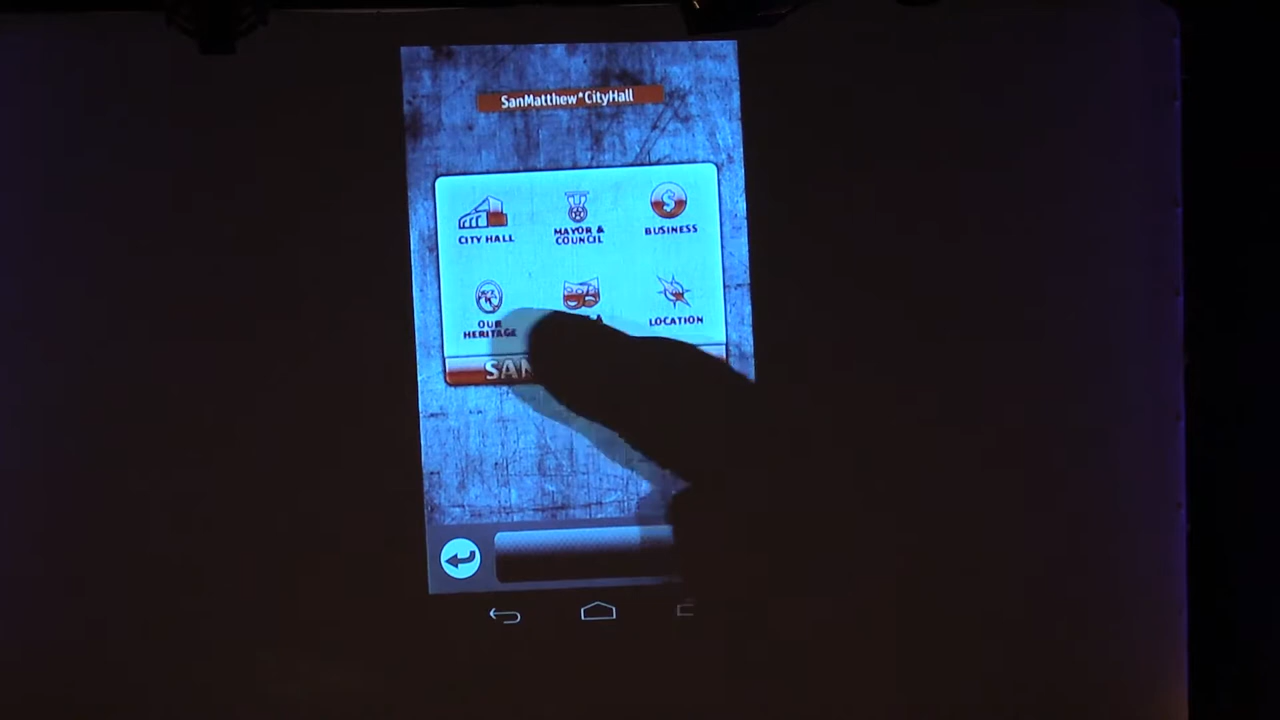 SanMatthew*CityHall
CITY HALL
MAYOR &
COUNCIL
BUSINESS
OUR
HERITAGE
LOCATION
SAN